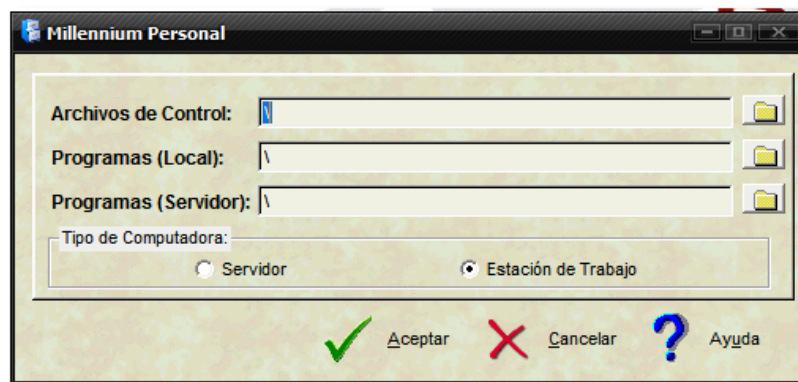 Millennium Personal
Archivos de Control: \
Programas (Local): \
Programas (Servidor): \
Tipo de Computadora:
Servidor Estación de Trabajo
Aceptar Cancelar Ayuda